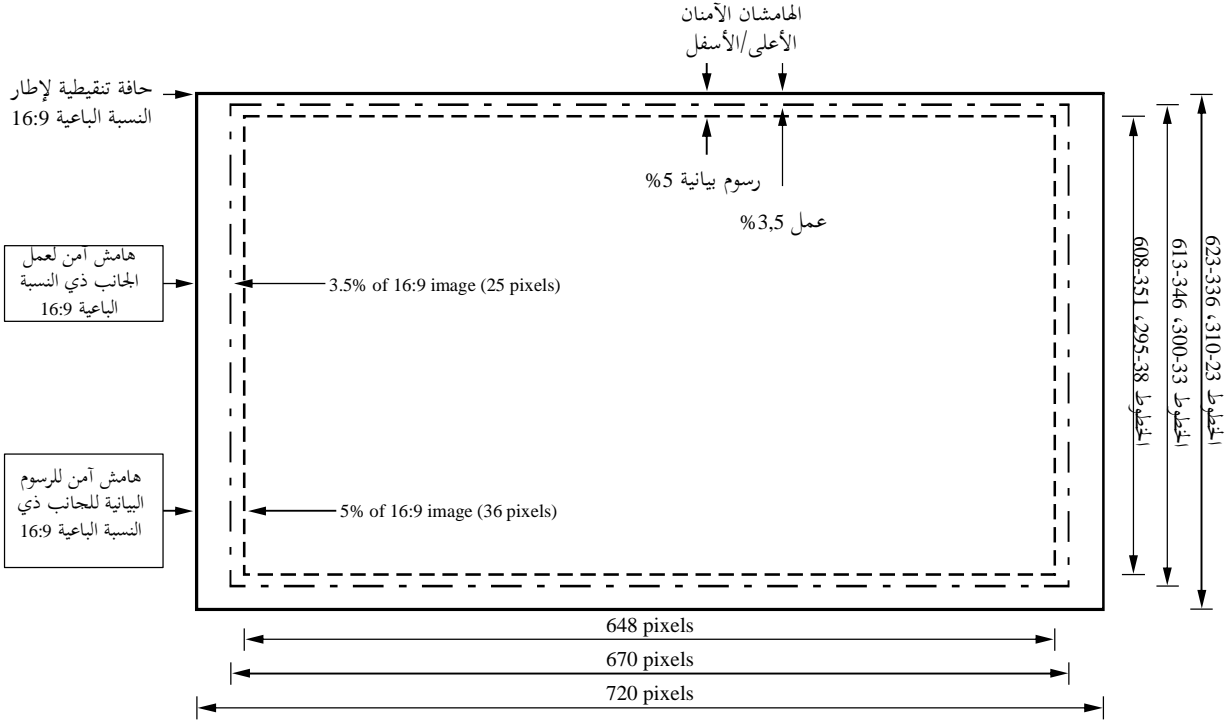 الهامشان الآمنان
الأعلى/الأسفل
حافة تنقيطية لإطار
النسبة الباعية 16:9
رسوم بيانية 5%
عمل 3,5%
هامش آمن لعمل
الجانب ذي النسبة
الباعية 16:9
3.5% of 16:9 image (25 pixels)
هامش آمن للرسوم
البيانية للجانب ذي
النسبة الباعية 16:9
5% of 16:9 image (36 pixels)
الخطوط 23-310، 336-623
الخطوط 33-300، 346-613
الخطوط 38-295، 351-608
648 pixels
670 pixels
720 pixels